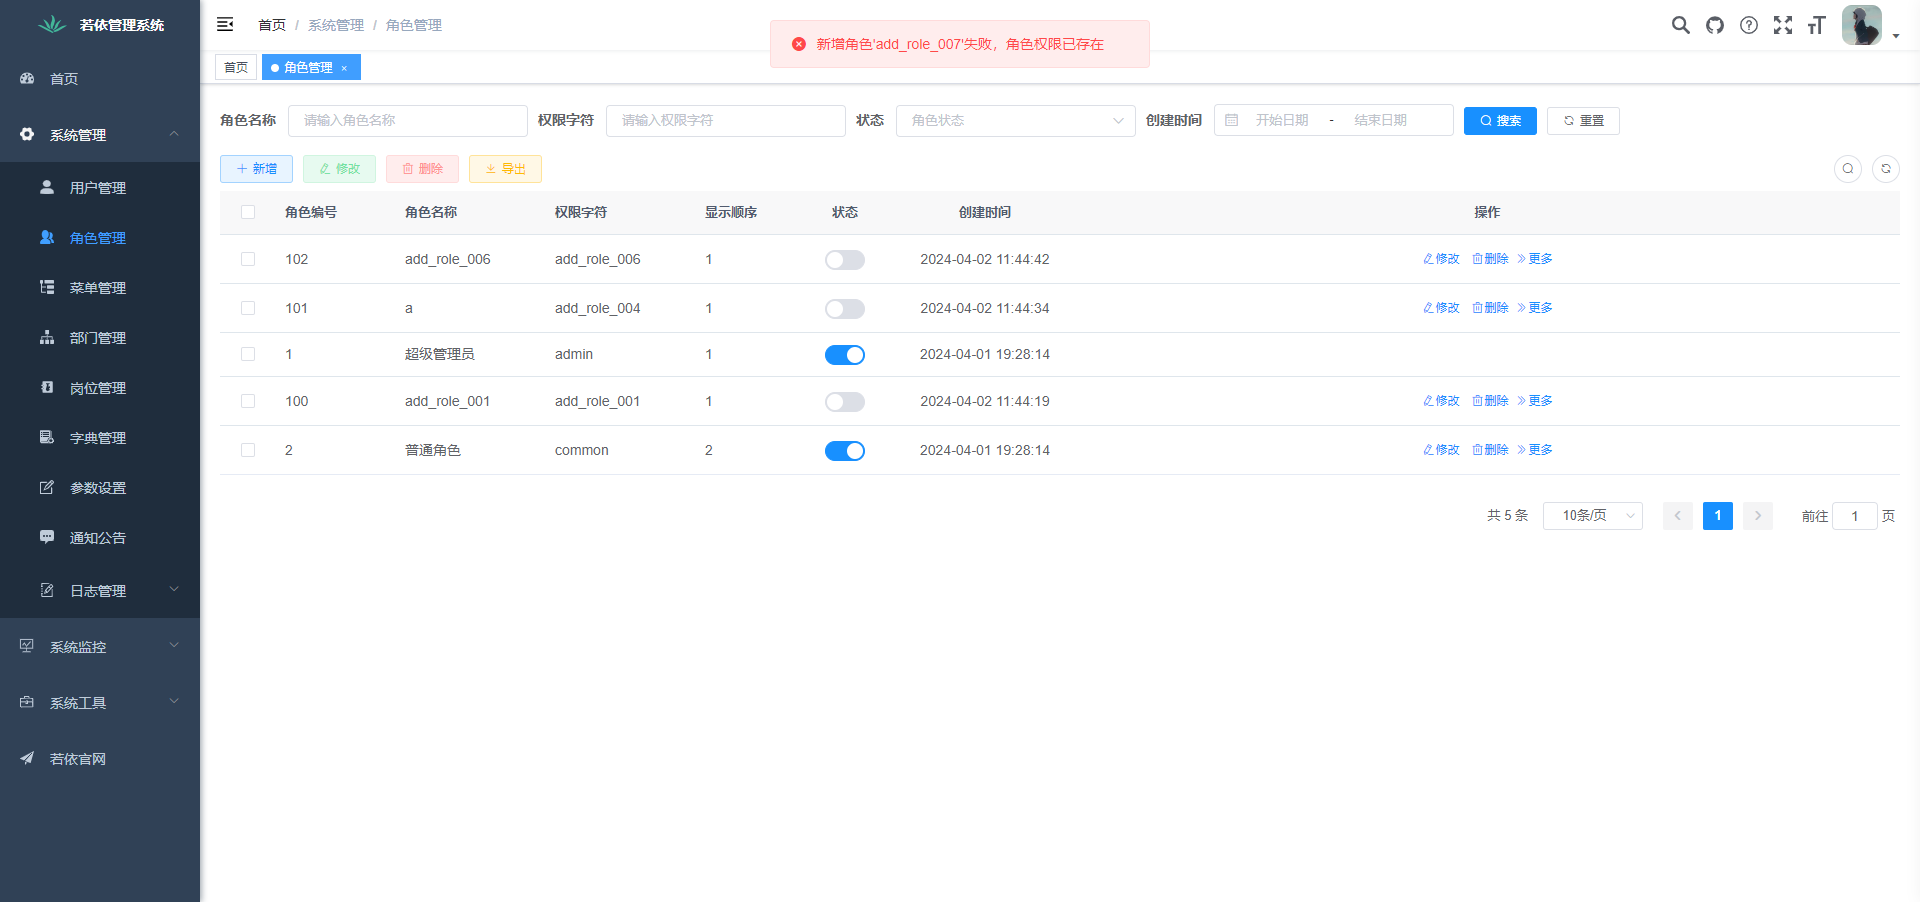 若依管理系统
首页
系统管理
用户管理
角色管理
菜单管理
部门管理
岗位管理
字典管理
参数设置
通知公告
日志管理
系统监控
系统工具
若依官网
首页 / 系统管理 / 角色管理
新增角色'add_role_007'失败，角色权限已存在
首页 角色管理 ×
角色名称 请输入角色名称 权限字符 请输入权限字符 状态 角色状态 创建时间 开始日期 - 结束日期 搜索 重置
新增 修改 删除 导出
角色编号 角色名称 权限字符 显示顺序 状态 创建时间 操作
102 add_role_006 add_role_006 1 2024-04-02 11:44:42 修改 删除 更多
101 a add_role_004 1 2024-04-02 11:44:34 修改 删除 更多
1 超级管理员 admin 1 2024-04-01 19:28:14
100 add_role_001 add_role_001 1 2024-04-02 11:44:19 修改 删除 更多
2 普通角色 common 2 2024-04-01 19:28:14 修改 删除 更多
共 5 条 10条/页 1 前往 1 页